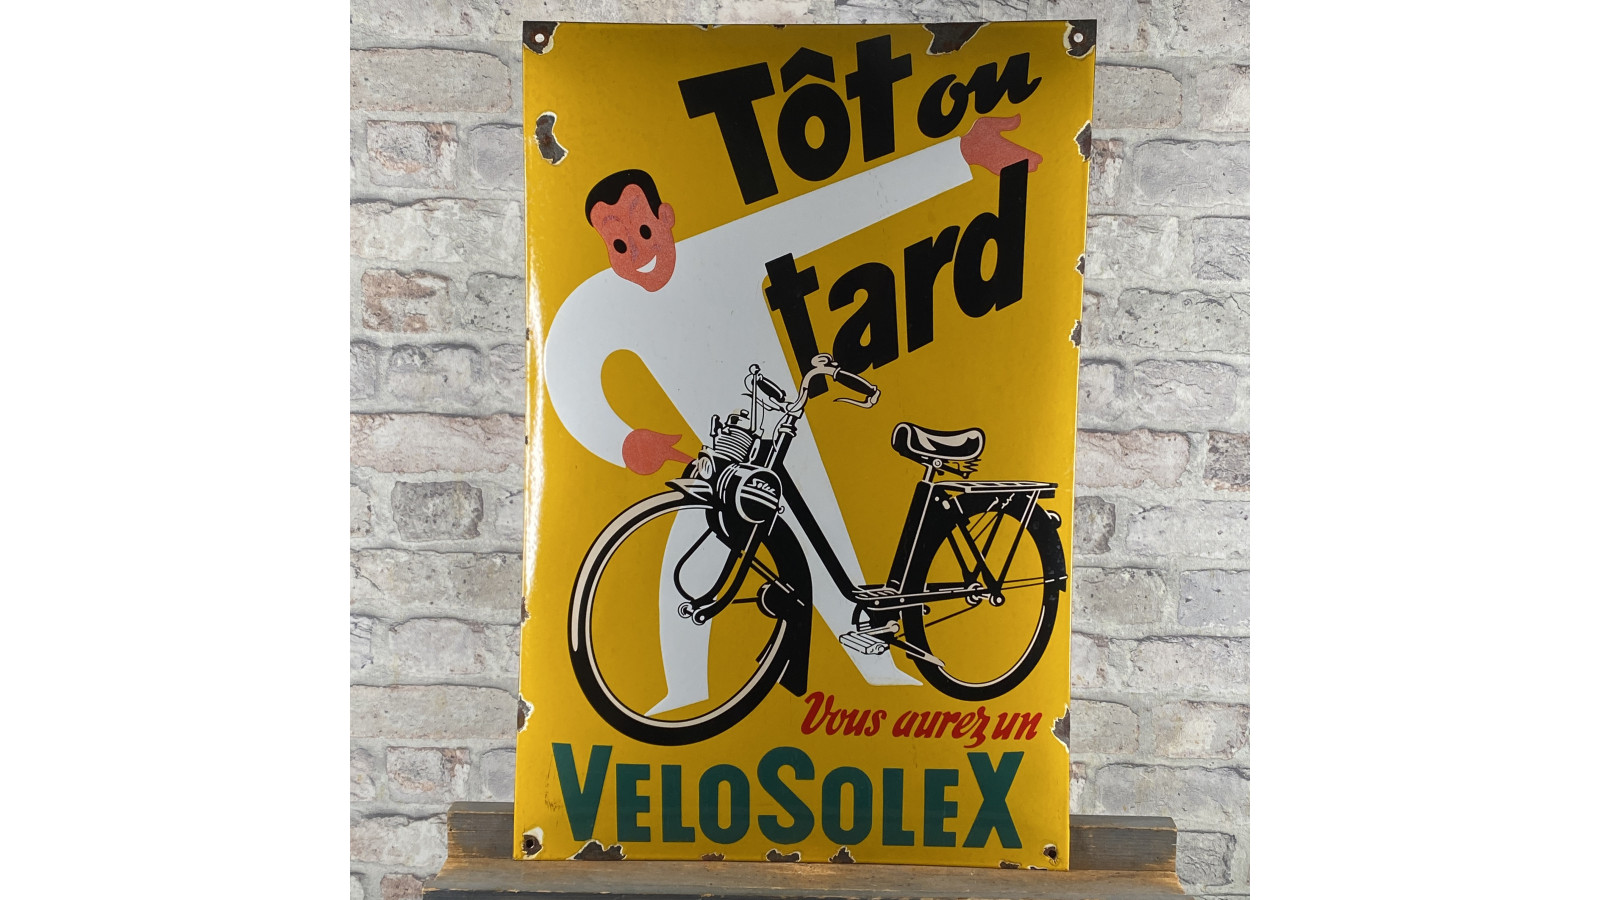 Tôt ou
tard
Solex
Vous aurez un
VELOSOLEX